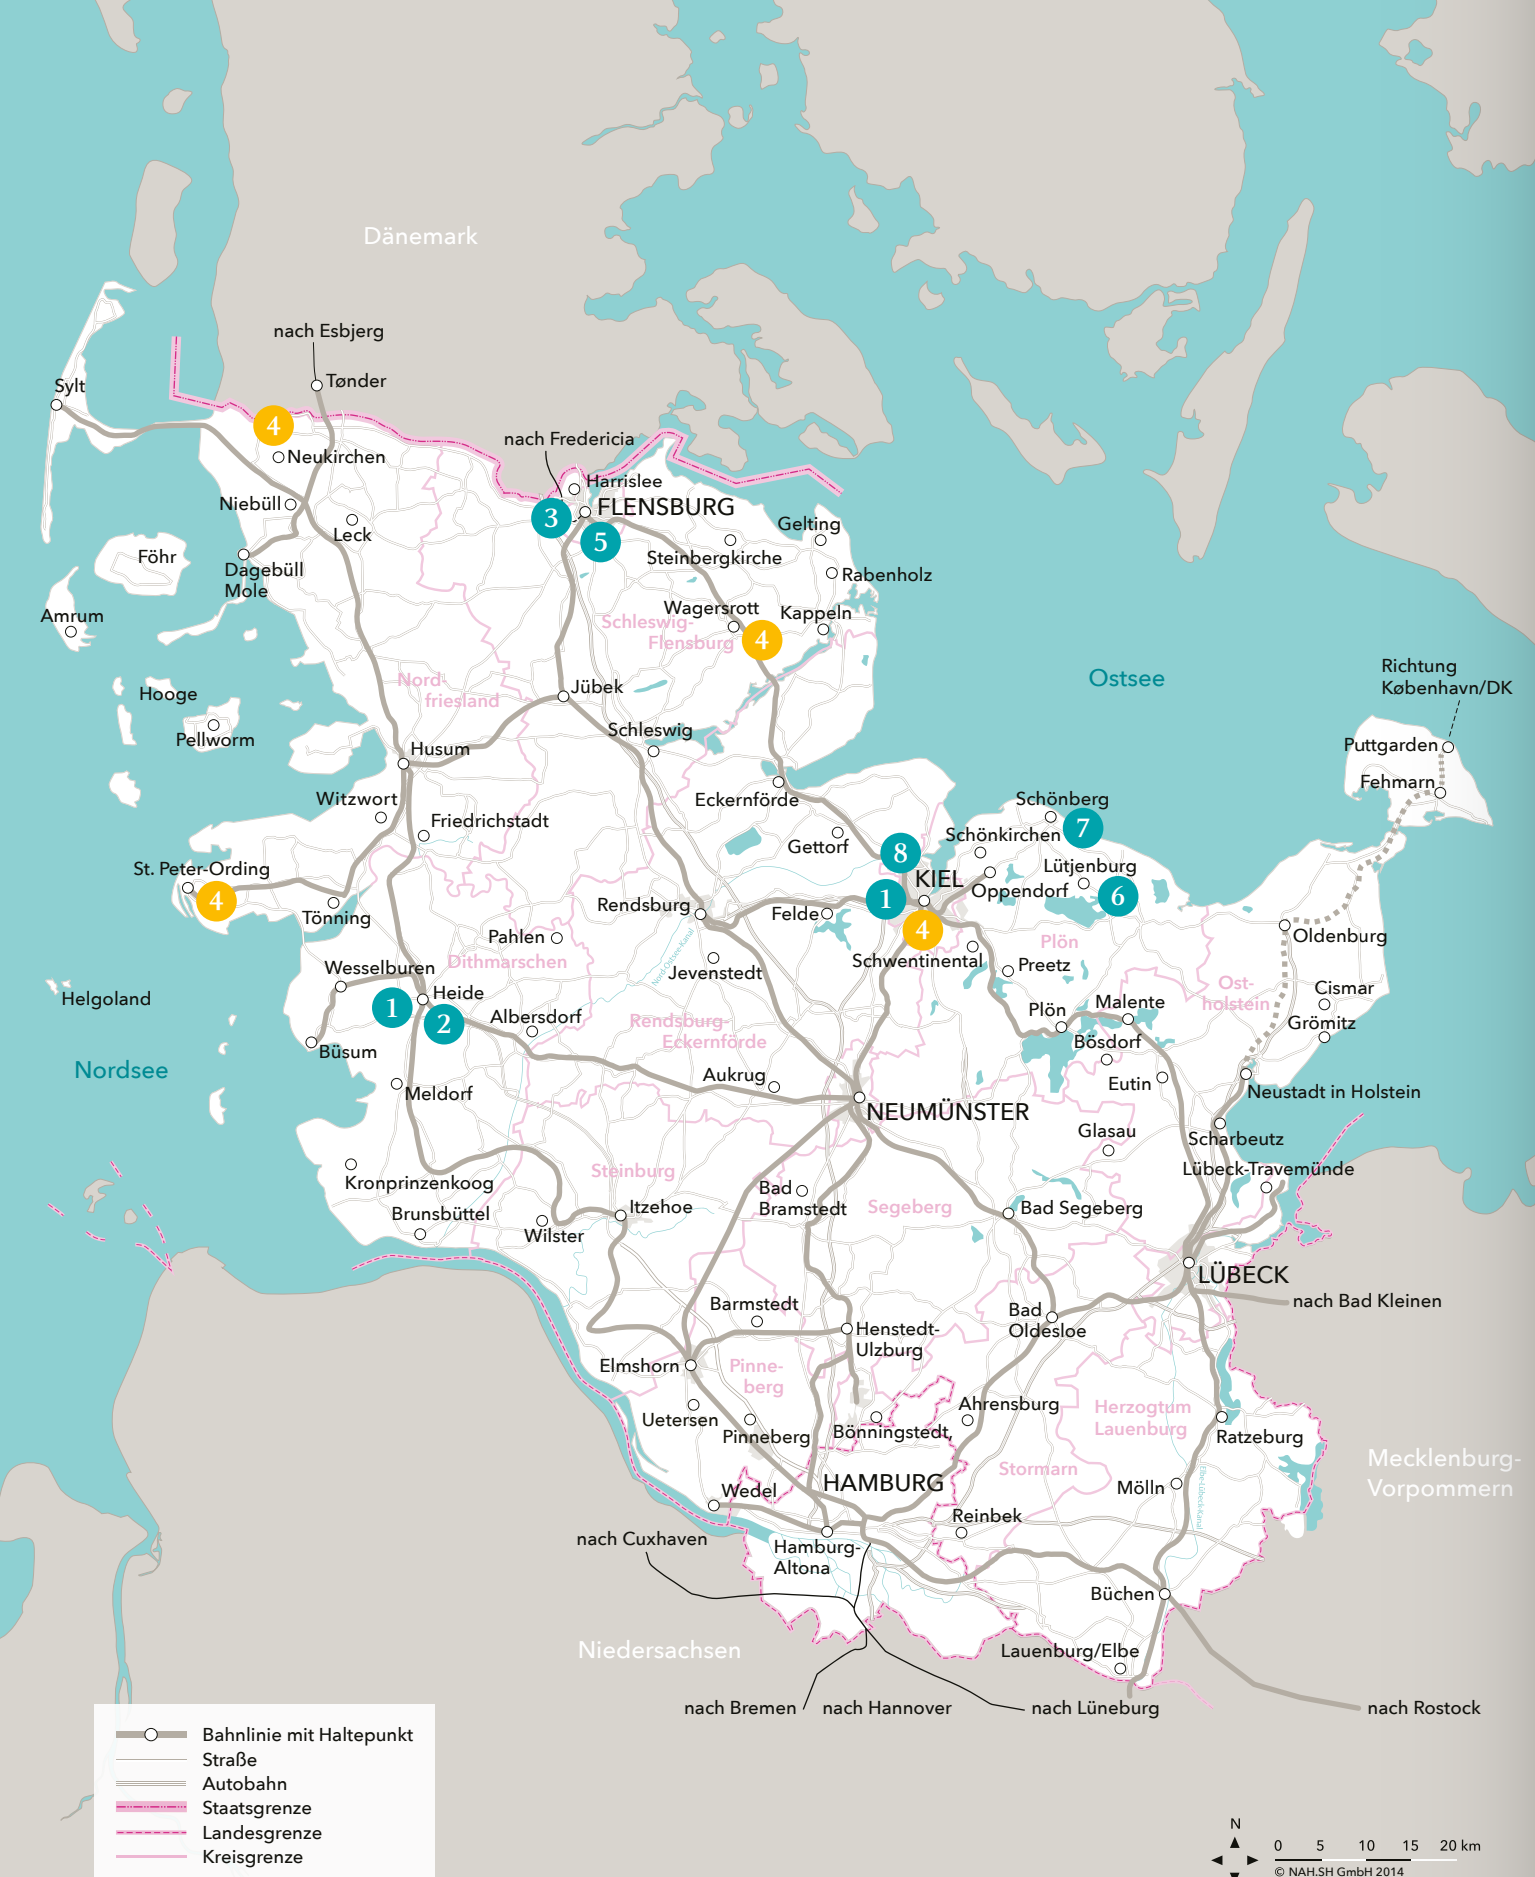 Dänemark
nach Esbjerg
Tønder
Sylt
4
Neukirchen
nach Fredericia
Harrislee
FLENSBURG
3
5
Niebüll
Leck
Gelting
Steinbergkirche
Föhr
Dagebüll
Mole
Rabenholz
Amrum
Wagersrott
Kappeln
Schleswig-
Flensburg
4
Ostsee
Richtung
København/DK
Nord-
friesland
Jübek
Hooge
Pellworm
Schleswig
Husum
Puttgarden
Fehmarn
Witzwort
Eckernförde
Schönberg
Friedrichstadt
7
Gettorf
Schönkirchen
8
St. Peter-Ording
KIEL
Lütjenburg
Oppendorf
4
1
6
Tönning
Rendsburg
Felde
4
Pahlen
Oldenburg
Plön
Dithmarschen
Nord-Ostsee-Kanal
Schwentinental
Wesselburen
Jevenstedt
Preetz
Helgoland
Heide
Ost-
holstein
Cismar
1
2
Albersdorf
Plön
Malente
Grömitz
Rendsburg-
Eckernförde
Büsum
Bösdorf
Nordsee
Aukrug
Eutin
Meldorf
Neustadt in Holstein
NEUMÜNSTER
Glasau
Scharbeutz
Steinburg
Lübeck-Travemünde
Kronprinzenkoog
Bad
Bramstedt
Segeberg
Itzehoe
Bad Segeberg
Brunsbüttel
Wilster
LÜBECK
nach Bad Kleinen
Barmstedt
Bad
Oldesloe
Henstedt-
Ulzburg
Elmshorn
Pinne-
berg
Ahrensburg
Herzogtum
Lauenburg
Uetersen
Pinneberg
Bönningstedt,
Ratzeburg
Stormarn
Mecklenburg-
Vorpommern
HAMBURG
Mölln
Elbe-Lübeck-Kanal
Wedel
Reinbek
nach Cuxhaven
Hamburg-
Altona
Büchen
Niedersachsen
Lauenburg/Elbe
nach Bremen
nach Hannover
nach Lüneburg
nach Rostock
Bahnlinie mit Haltepunkt
Straße
Autobahn
Staatsgrenze
Landesgrenze
Kreisgrenze
N
0 5 10 15 20 km
© NAH.SH GmbH 2014